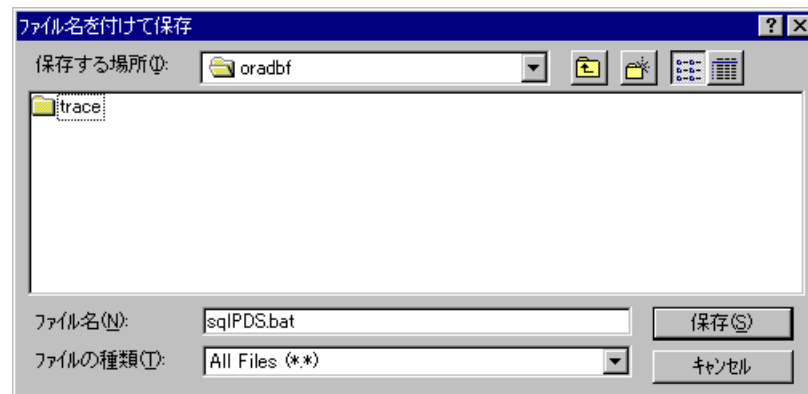 ファイル名を付けて保存
保存する場所(I):
oradbf
trace
ファイル名(N):
sqlPDS.bat
保存(S)
ファイルの種類(T):
All Files (*.*)
キャンセル